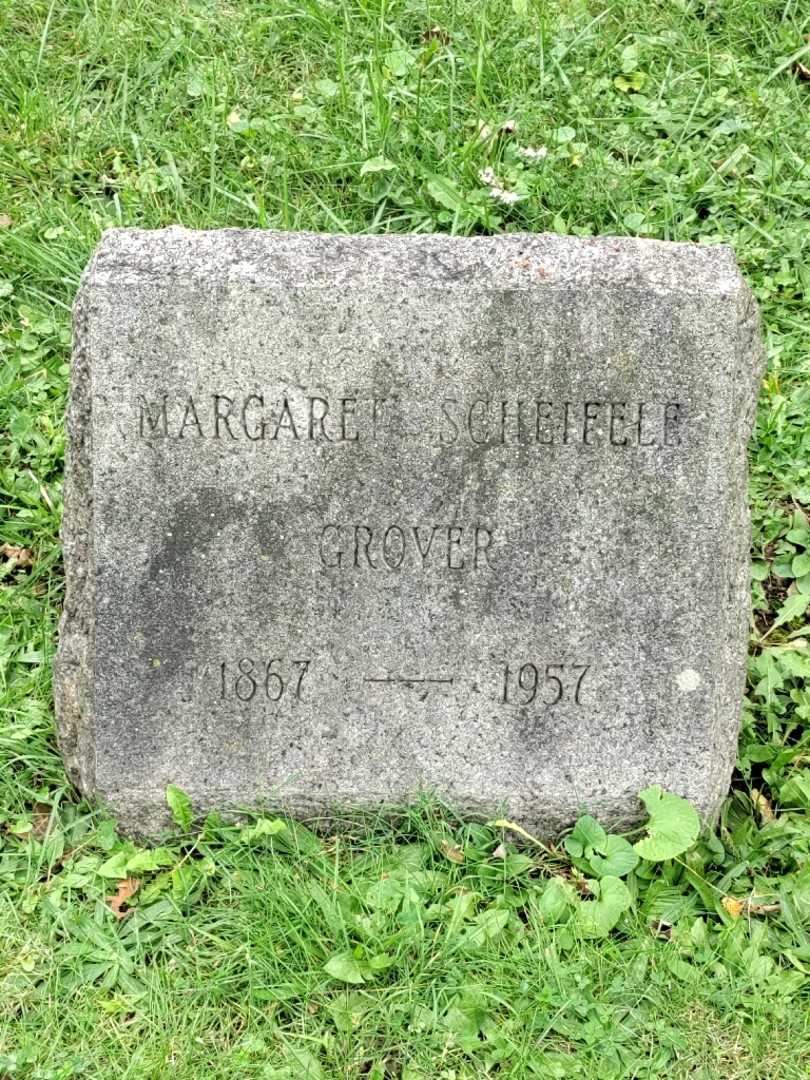 MARGARET SCHEIFELE
GROVER
1867 — 1957